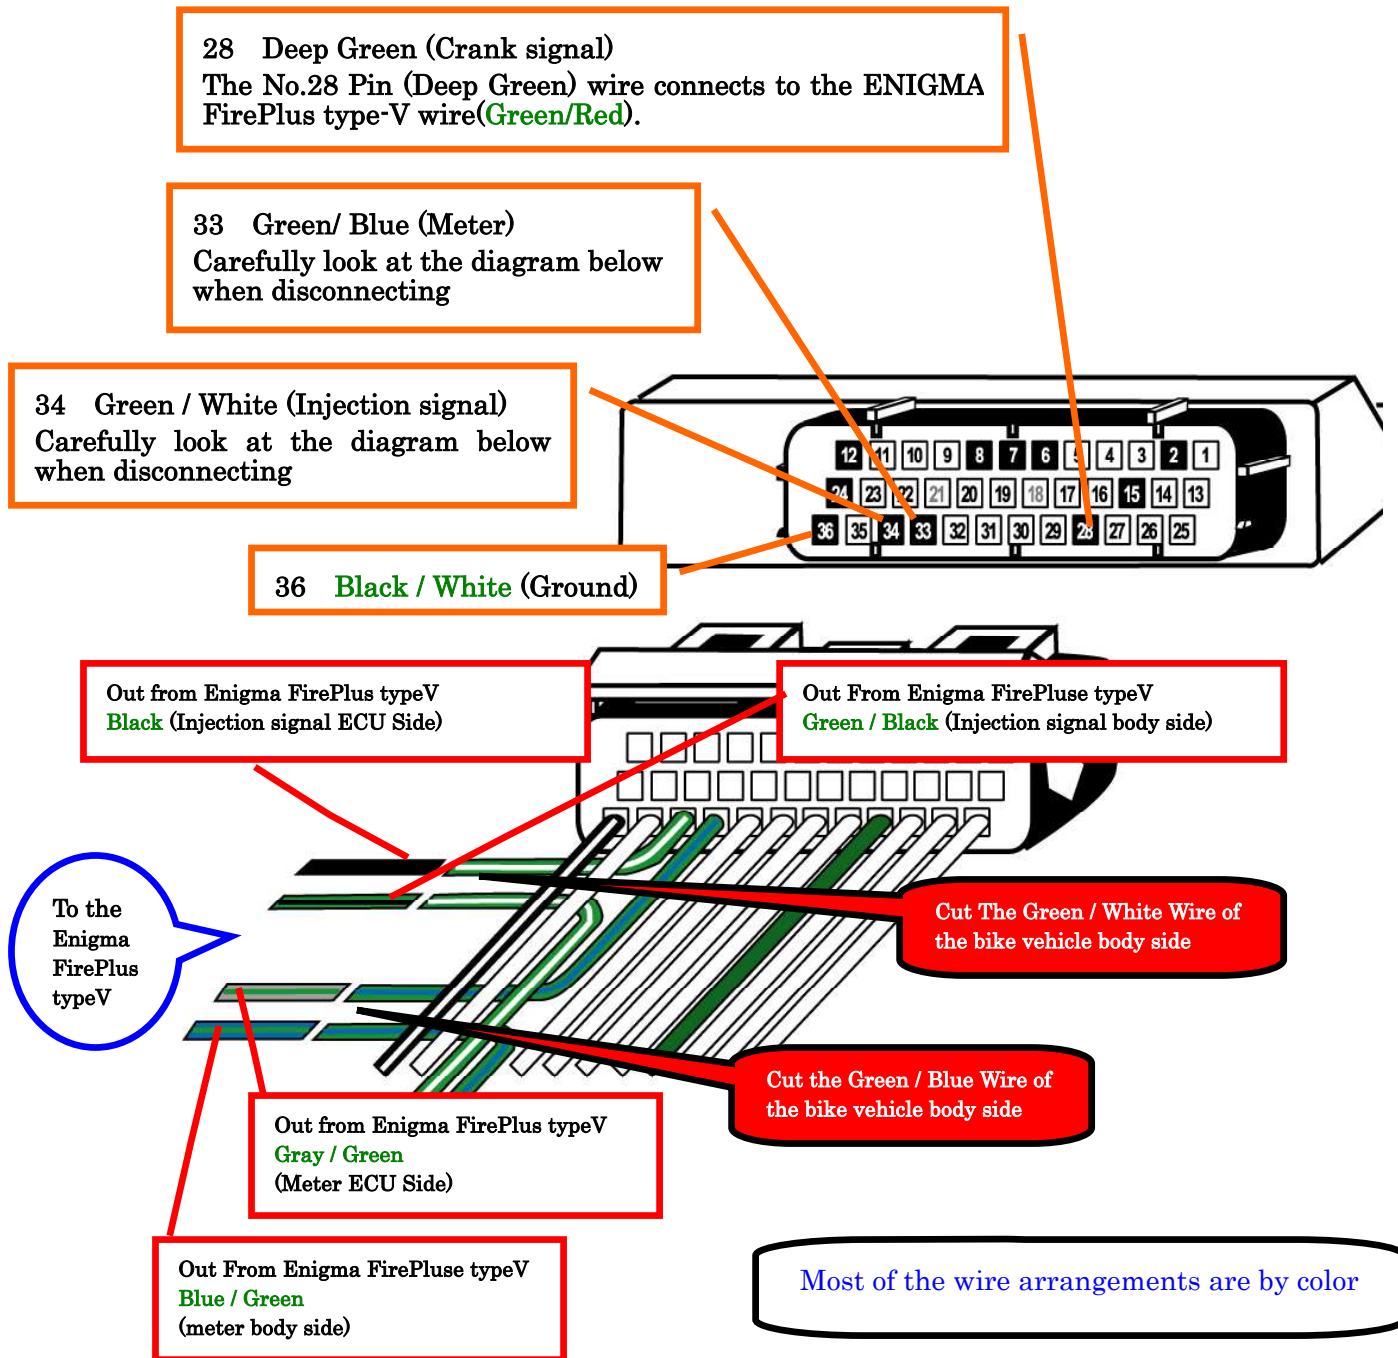 28 Deep Green (Crank signal)
The No.28 Pin (Deep Green) wire connects to the ENIGMA
FirePlus type-V wire(Green/Red).
33 Green/ Blue (Meter)
Carefully look at the diagram below
when disconnecting
34 Green / White (Injection signal)
Carefully look at the diagram below
when disconnecting
12 11 10 9 8 7 6 5 4 3 2 1
24 23 22 21 20 19 18 17 16 15 14 13
36 35 34 33 32 31 30 29 28 27 26 25
36 Black / White (Ground)
Out from Enigma FirePlus typeV
Black (Injection signal ECU Side)
Out From Enigma FirePluse typeV
Green / Black (Injection signal body side)
To the
Enigma
FirePlus
typeV
Cut The Green / White Wire of
the bike vehicle body side
Cut the Green / Blue Wire of
the bike vehicle body side
Out from Enigma FirePlus typeV
Gray / Green
(Meter ECU Side)
Out From Enigma FirePluse typeV
Blue / Green
(meter body side)
Most of the wire arrangements are by color